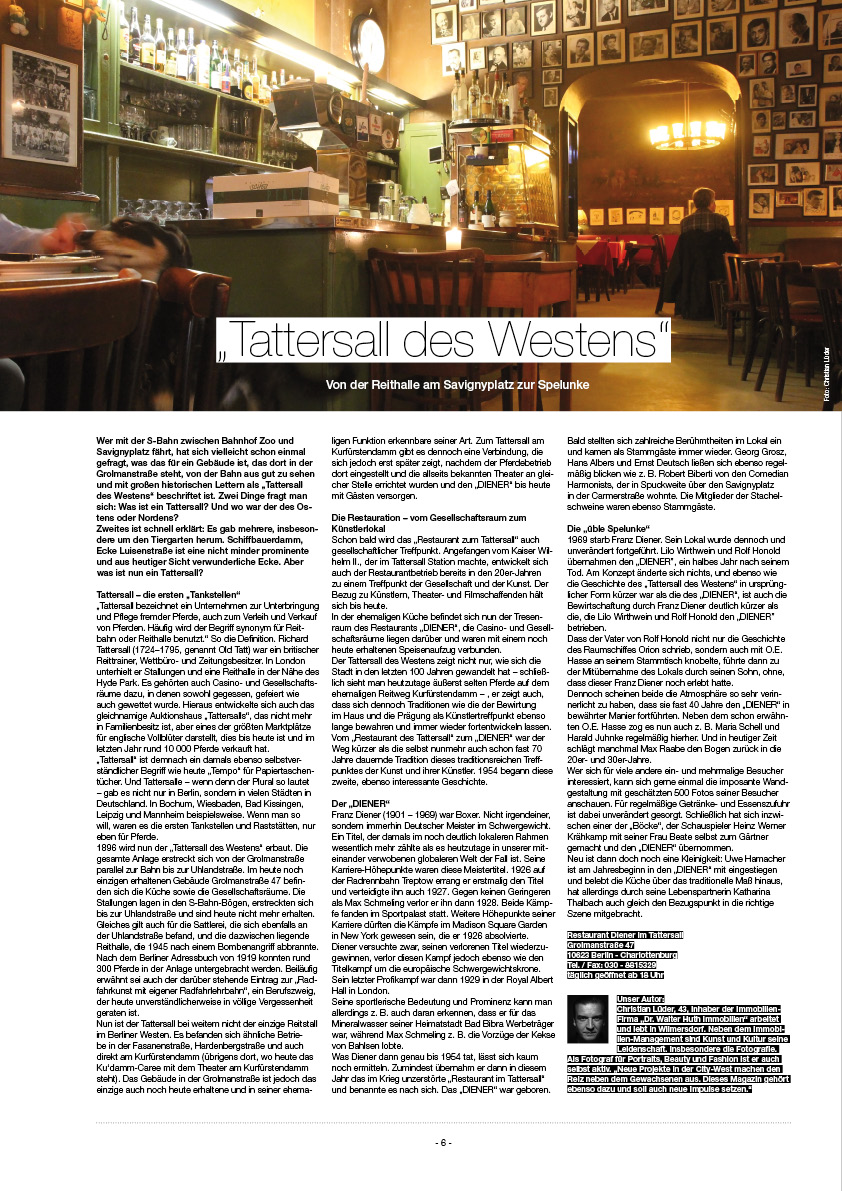 „Tattersall des Westens“
Von der Reithalle am Savignyplatz zur Spelunke
Foto: Christian Lüder
Wer mit der S-Bahn zwischen Bahnhof Zoo und
Savignyplatz fährt, hat sich vielleicht schon einmal
gefragt, was das für ein Gebäude ist, das dort in der
Grolmanstraße steht, von der Bahn aus gut zu sehen
und mit großen historischen Lettern als „Tattersall
des Westens“ beschriftet ist. Zwei Dinge fragt man
sich: Was ist ein Tattersall? Und wo war der des Os-
tens oder Nordens?
Zweites ist schnell erklärt: Es gab mehrere, insbeson-
dere um den Tiergarten herum. Schiffbauerdamm,
Ecke Luisenstraße ist eine nicht minder prominente
und aus heutiger Sicht verwunderliche Ecke. Aber
was ist nun ein Tattersall?
Tattersall – die ersten „Tankstellen“
„Tattersall bezeichnet ein Unternehmen zur Unterbringung
und Pflege fremder Pferde, auch zum Verleih und Verkauf
von Pferden. Häufig wird der Begriff synonym für Reit-
bahn oder Reithalle benutzt.“ So die Definition. Richard
Tattersall (1724–1795, genannt Old Tatt) war ein britischer
Reittrainer, Wettbüro- und Zeitungsbesitzer. In London
unterhielt er Stallungen und eine Reithalle in der Nähe des
Hyde Park. Es gehörten auch Casino- und Gesellschafts-
räume dazu, in denen sowohl gegessen, gefeiert wie
auch gewettet wurde. Hieraus entwickelte sich auch das
gleichnamige Auktionshaus „Tattersalls“, das nicht mehr
in Familienbesitz ist, aber eines der größten Marktplätze
für englische Vollblüter darstellt, dies bis heute ist und im
letzten Jahr rund 10 000 Pferde verkauft hat.
„Tattersall“ ist demnach ein damals ebenso selbstver-
ständlicher Begriff wie heute „Tempo“ für Papiertaschen-
tücher. Und Tattersalle – wenn denn der Plural so lautet
– gab es nicht nur in Berlin, sondern in vielen Städten in
Deutschland. In Bochum, Wiesbaden, Bad Kissingen,
Leipzig und Mannheim beispielsweise. Wenn man so
will, waren es die ersten Tankstellen und Raststätten, nur
eben für Pferde.
1896 wird nun der „Tattersall des Westens“ erbaut. Die
gesamte Anlage erstreckt sich von der Grolmanstraße
parallel zur Bahn bis zur Uhlandstraße. Im heute noch
einzigen erhaltenen Gebäude Grolmanstraße 47 befin-
den sich die Küche sowie die Gesellschaftsräume. Die
Stallungen lagen in den S-Bahn-Bögen, erstreckten sich
bis zur Uhlandstraße und sind heute nicht mehr erhalten.
Gleiches gilt auch für die Sattlerei, die sich ebenfalls an
der Uhlandstraße befand, und die dazwischen liegende
Reithalle, die 1945 nach einem Bombenangriff abbrannte.
Nach dem Berliner Adressbuch von 1919 konnten rund
300 Pferde in der Anlage untergebracht werden. Beiläufig
erwähnt sei auch der darüber stehende Eintrag zur „Rad-
fahrkunst mit eigener Radfahrlehrbahn“, ein Berufszweig,
der heute unverständlicherweise in völlige Vergessenheit
geraten ist.
Nun ist der Tattersall bei weitem nicht der einzige Reitstall
im Berliner Westen. Es befanden sich ähnliche Betrie-
be in der Fasanenstraße, Hardenbergstraße und auch
direkt am Kurfürstendamm (übrigens dort, wo heute das
Ku’damm-Caree mit dem Theater am Kurfürstendamm
steht). Das Gebäude in der Grolmanstraße ist jedoch das
einzige auch noch heute erhaltene und in seiner ehema-
ligen Funktion erkennbare seiner Art. Zum Tattersall am
Kurfürstendamm gibt es dennoch eine Verbindung, die
sich jedoch erst später zeigt, nachdem der Pferdebetrieb
dort eingestellt und die allseits bekannten Theater an glei-
cher Stelle errichtet wurden und den „DIENER“ bis heute
mit Gästen versorgen.
Die Restauration – vom Gesellschaftsraum zum
Künstlerlokal
Schon bald wird das „Restaurant zum Tattersall“ auch
gesellschaftlicher Treffpunkt. Angefangen vom Kaiser Wil-
helm II., der im Tattersall Station machte, entwickelt sich
auch der Restaurantbetrieb bereits in den 20er-Jahren
zu einem Treffpunkt der Gesellschaft und der Kunst. Der
Bezug zu Künstlern, Theater- und Filmschaffenden hält
sich bis heute.
In der ehemaligen Küche befindet sich nun der Tresen-
raum des Restaurants „DIENER“, die Casino- und Gesell-
schaftsräume liegen darüber und waren mit einem noch
heute erhaltenen Speisenaufzug verbunden.
Der Tattersall des Westens zeigt nicht nur, wie sich die
Stadt in den letzten 100 Jahren gewandelt hat – schließ-
lich sieht man heutzutage äußerst selten Pferde auf dem
ehemaligen Reitweg Kurfürstendamm – , er zeigt auch,
dass sich dennoch Traditionen wie die der Bewirtung
im Haus und die Prägung als Künstlertreffpunkt ebenso
lange bewahren und immer wieder fortentwickeln lassen.
Vom „Restaurant des Tattersall“ zum „DIENER“ war der
Weg kürzer als die selbst nunmehr auch schon fast 70
Jahre dauernde Tradition dieses traditionsreichen Treff-
punktes der Kunst und ihrer Künstler. 1954 begann diese
zweite, ebenso interessante Geschichte.
Der „DIENER“
Franz Diener (1901 – 1969) war Boxer. Nicht irgendeiner,
sondern immerhin Deutscher Meister im Schwergewicht.
Ein Titel, der damals im noch deutlich lokaleren Rahmen
wesentlich mehr zählte als es heutzutage in unserer mit-
einander verwobenen globaleren Welt der Fall ist. Seine
Karriere-Höhepunkte waren diese Meistertitel. 1926 auf
der Radrennbahn Treptow errang er erstmalig den Titel
und verteidigte ihn auch 1927. Gegen keinen Geringeren
als Max Schmeling verlor er ihn dann 1928. Beide Kämp-
fe fanden im Sportpalast statt. Weitere Höhepunkte seiner
Karriere dürften die Kämpfe im Madison Square Garden
in New York gewesen sein, die er 1926 absolvierte.
Diener versuchte zwar, seinen verlorenen Titel wiederzu-
gewinnen, verlor diesen Kampf jedoch ebenso wie den
Titelkampf um die europäische Schwergewichtskrone.
Sein letzter Profikampf war dann 1929 in der Royal Albert
Hall in London.
Seine sportlerische Bedeutung und Prominenz kann man
allerdings z. B. auch daran erkennen, dass er für das
Mineralwasser seiner Heimatstadt Bad Bibra Werbeträger
war, während Max Schmeling z. B. die Vorzüge der Kekse
von Bahlsen lobte.
Was Diener dann genau bis 1954 tat, lässt sich kaum
noch ermitteln. Zumindest übernahm er dann in diesem
Jahr das im Krieg unzerstörte „Restaurant im Tattersall“
und benannte es nach sich. Das „DIENER“ war geboren.
Bald stellten sich zahlreiche Berühmtheiten im Lokal ein
und kamen als Stammgäste immer wieder. Georg Grosz,
Hans Albers und Ernst Deutsch ließen sich ebenso regel-
mäßig blicken wie z. B. Robert Biberti von den Comedian
Harmonists, der in Spuckweite über den Savignyplatz
in der Carmerstraße wohnte. Die Mitglieder der Stachel-
schweine waren ebenso Stammgäste.
Die „üble Spelunke“
1969 starb Franz Diener. Sein Lokal wurde dennoch und
unverändert fortgeführt. Lilo Wirthwein und Rolf Honold
übernahmen den „DIENER“, ein halbes Jahr nach seinem
Tod. Am Konzept änderte sich nichts, und ebenso wie
die Geschichte des „Tattersall des Westens“ in ursprüng-
licher Form kürzer war als die des „DIENER“, ist auch die
Bewirtschaftung durch Franz Diener deutlich kürzer als
die, die Lilo Wirthwein und Rolf Honold den „DIENER“
betrieben.
Dass der Vater von Rolf Honold nicht nur die Geschichte
des Raumschiffes Orion schrieb, sondern auch mit O.E.
Hasse an seinem Stammtisch knobelte, führte dann zu
der Mitübernahme des Lokals durch seinen Sohn, ohne,
dass dieser Franz Diener noch erlebt hatte.
Dennoch scheinen beide die Atmosphäre so sehr verin-
nerlicht zu haben, dass sie fast 40 Jahre den „DIENER“ in
bewährter Manier fortführten. Neben dem schon erwähn-
ten O.E. Hasse zog es nun auch z. B. Maria Schell und
Harald Juhnke regelmäßig hierher. Und in heutiger Zeit
schlägt manchmal Max Raabe den Bogen zurück in die
20er- und 30er-Jahre.
Wer sich für viele andere ein- und mehrmalige Besucher
interessiert, kann sich gerne einmal die imposante Wand-
gestaltung mit geschätzten 500 Fotos seiner Besucher
anschauen. Für regelmäßige Getränke- und Essenszufuhr
ist dabei unverändert gesorgt. Schließlich hat sich inzwi-
schen einer der „Böcke“, der Schauspieler Heinz Werner
Krähkamp mit seiner Frau Beate selbst zum Gärtner
gemacht und den „DIENER“ übernommen.
Neu ist dann doch noch eine Kleinigkeit: Uwe Hamacher
ist am Jahresbeginn in den „DIENER“ mit eingestiegen
und belebt die Küche über das traditionelle Maß hinaus,
hat allerdings durch seine Lebenspartnerin Katharina
Thalbach auch gleich den Bezugspunkt in die richtige
Szene mitgebracht.
Restaurant Diener im Tattersall
Grolmanstraße 47
10623 Berlin - Charlottenburg
Tel. / Fax: 030 - 8815329
täglich geöffnet ab 18 Uhr
Unser Autor:
Christian Lüder, 43, Inhaber der Immobilien-
Firma „Dr. Walter Huth Immobilien“ arbeitet
und lebt in Wilmersdorf. Neben dem Immobi-
lien-Management sind Kunst und Kultur seine
Leidenschaft. Insbesondere die Fotografie.
Als Fotograf für Portraits, Beauty und Fashion ist er auch
selbst aktiv. „Neue Projekte in der City-West machen den
Reiz neben dem Gewachsenen aus. Dieses Magazin gehört
ebenso dazu und soll auch neue Impulse setzen.“
- 6 -